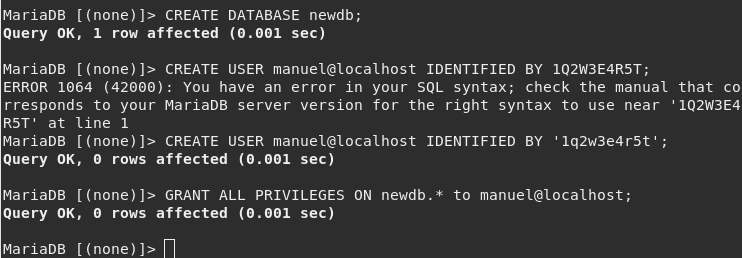 MariaDB [(none)]> CREATE DATABASE newdb;
Query OK, 1 row affected (0.001 sec)
MariaDB [(none)]> CREATE USER manuel@localhost IDENTIFIED BY 1Q2W3E4R5T;
ERROR 1064 (42000): You have an error in your SQL syntax; check the manual that co
rresponds to your MariaDB server version for the right syntax to use near '1Q2W3E4
R5T' at line 1
MariaDB [(none)]> CREATE USER manuel@localhost IDENTIFIED BY '1q2w3e4r5t';
Query OK, 0 rows affected (0.001 sec)
MariaDB [(none)]> GRANT ALL PRIVILEGES ON newdb.* to manuel@localhost;
Query OK, 0 rows affected (0.001 sec)
MariaDB [(none)]>